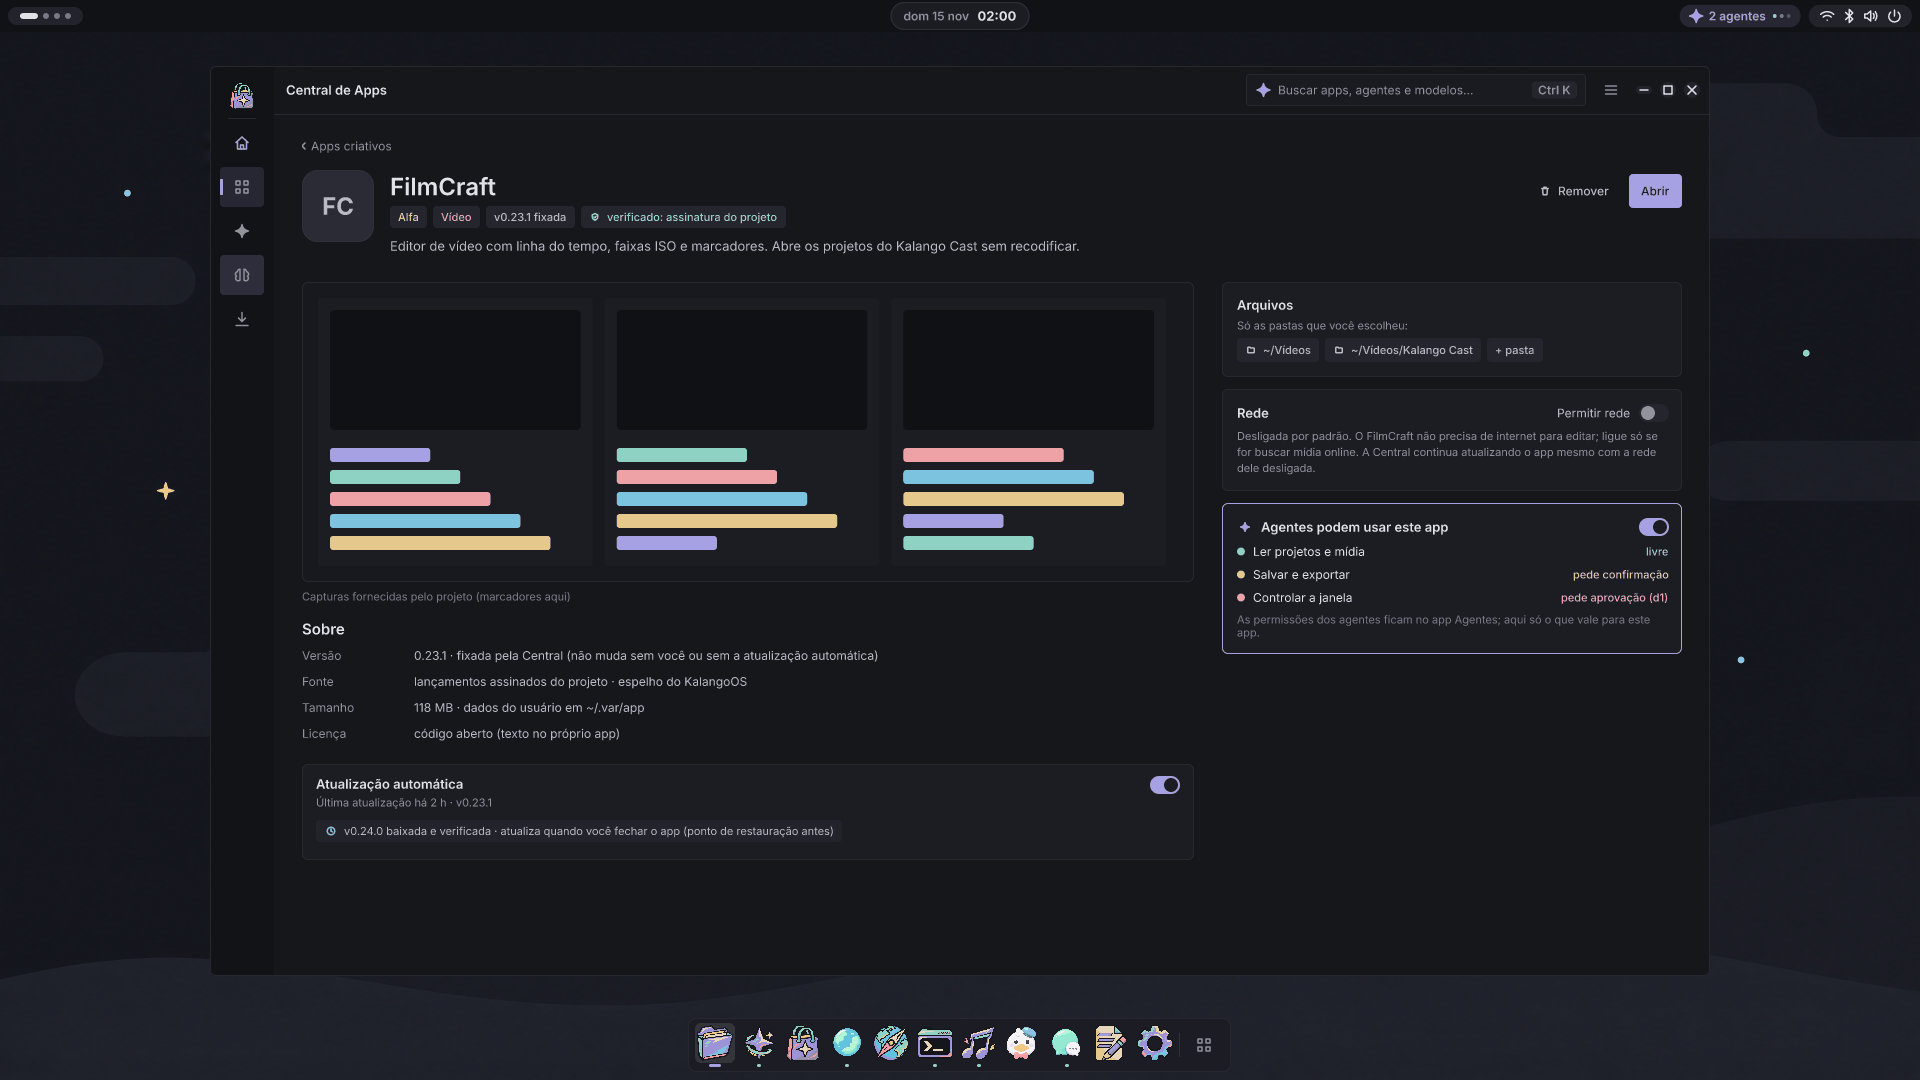 dom 15 nov 02:00
2 agentes
Central de Apps
Buscar apps, agentes e modelos...
Ctrl K
Apps criativos
FC
FilmCraft
Alfa
Vídeo
v0.23.1 fixada
verificado: assinatura do projeto
Editor de vídeo com linha do tempo, faixas ISO e marcadores. Abre os projetos do Kalango Cast sem recodificar.
Remover
Abrir
Capturas fornecidas pelo projeto (marcadores aqui)
Sobre
Versão
0.23.1 · fixada pela Central (não muda sem você ou sem a atualização automática)
Fonte
lançamentos assinados do projeto · espelho do KalangoOS
Tamanho
118 MB · dados do usuário em ~/.var/app
Licença
código aberto (texto no próprio app)
Atualização automática
Última atualização há 2 h · v0.23.1
v0.24.0 baixada e verificada · atualiza quando você fechar o app (ponto de restauração antes)
Arquivos
Só as pastas que você escolheu:
~/Vídeos
~/Vídeos/Kalango Cast
+ pasta
Rede
Permitir rede
Desligada por padrão. O FilmCraft não precisa de internet para editar; ligue só se
for buscar mídia online. A Central continua atualizando o app mesmo com a rede
dele desligada.
Agentes podem usar este app
Ler projetos e mídia
livre
Salvar e exportar
pede confirmação
Controlar a janela
pede aprovação (d1)
As permissões dos agentes ficam no app Agentes; aqui só o que vale para este
app.